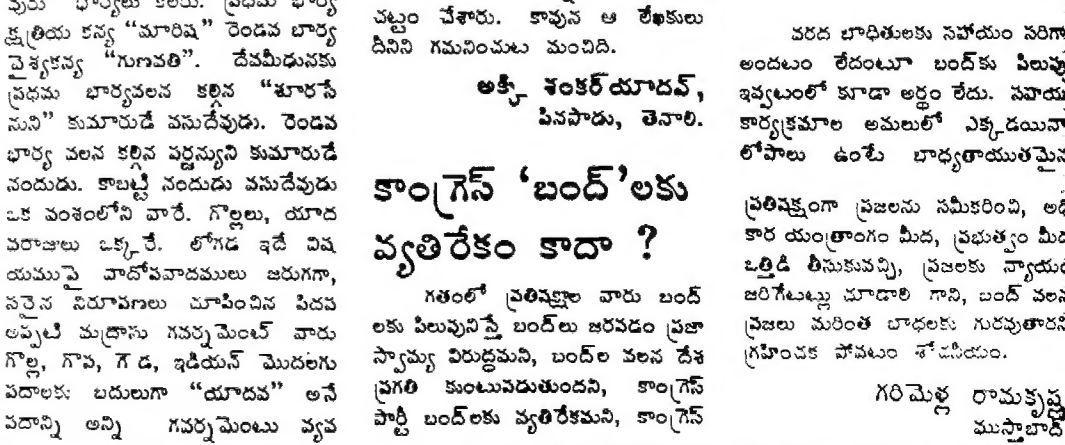 వురు భార్యలు కలరు. ప్రధమ భార్య
క్షత్రియ కన్య “మారిష” రెండవ బార్య
వైశ్యకన్య “గుణవతి”. దేవమీఢునకు
ప్రధమ భార్యవలన కల్గిన “శూరసే
నుని” కుమారుడే వసుదేవుడు. రెండవ
భార్య వలన కల్గిన పర్జన్యుని కుమారుడే
నందుడు. కాబట్టి నందుడు వసుదేవుడు
ఒక వంశంలోని వారే. గొల్లలు, యాద
వరాజులు ఒక్కరే. లోగడ ఇదే విష
యముపై వాదోపవాదములు జరుగగా,
సవైన నిరూపణలు చూపించిన పిదప
అప్పటి మద్రాసు గవర్నమెంట్ వారు
గొల్ల, గొప, గౌడ, ఇడియన్ మొదలగు
పదాలకు బదులుగా “యాదవ” అనే
పదాన్ని అన్ని గవర్నమెంటు వ్యవ
చట్టం చేశారు. కావున ఆ లేఖకులు
దీనిని గమనించుట మంచిది.
అక్కి శంకర్‌యాదవ్,
పినపాడు, తెనాలి.
కాంగ్రెస్ ‘బంద్’లకు
వ్యతిరేకం కాదా ?
గతంలో ప్రతిపక్షాల వారు బంద్
లకు పిలువునిస్తే బంద్‌లు జరపడం ప్రజా
స్వామ్య విరుద్ధమని, బంద్‌ల వలన దేశ
ప్రగతి కుంటుపడుతుందని, కాంగ్రెస్
పార్టీ బంద్‌లకు వ్యతిరేకమని, కాంగ్రెస్
వరద బాధితులకు సహాయం సరిగా
అందటం లేదంటూ బంద్‌కు పిలువు
ఇవ్వటంలో కూడా అర్థం లేదు. సహయ
కార్యక్రమాల అమలులో ఎక్కడయినా
లోపాలు ఉంటే బాధ్యతాయుతమైన
ప్రతిపక్షంగా ప్రజలను సమీకరించి, అధి
కార యంత్రాంగం మీద, ప్రభుత్వం మీద
ఒత్తిడి తీసుకువచ్చి, ప్రజలకు న్యాయం
జరిగేటట్లు చూడాలి గాని, బంద్ వలన
ప్రజలు మరింత బాధలకు గురవుతారని
గ్రహించక పోవటం శోచనీయం.
గరిమెళ్ల రామకృష్ణ
ముస్తాబాద్